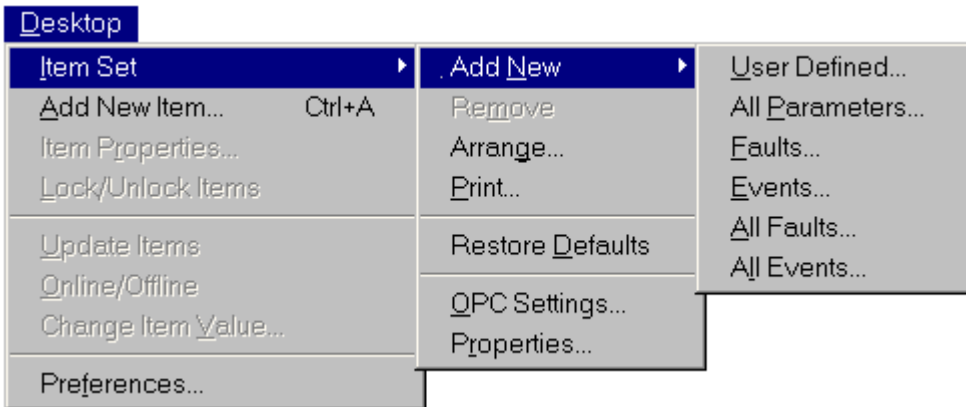 Desktop
Item Set
Add New Item... Ctrl+A
Item Properties...
Lock/Unlock Items
Update Items
Online/Offline
Change Item Value...
Preferences...
Add New
Remove
Arrange...
Print...
Restore Defaults
OPC Settings...
Properties...
User Defined...
All Parameters...
Faults...
Events...
All Faults...
All Events...